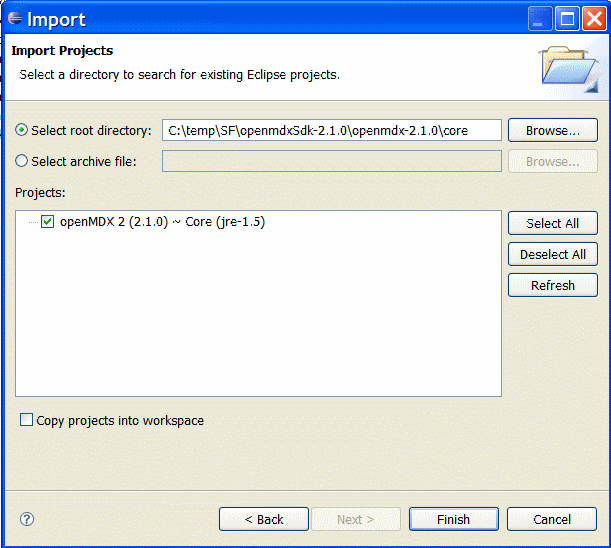 Import
Import Projects
Select a directory to search for existing Eclipse projects.
Select root directory: C:\temp\SF\openmdxSdk-2.1.0\openmdx-2.1.0\core Browse...
Select archive file: Browse...
Projects:
openMDX 2 (2.1.0) ~ Core (jre-1.5)
Select All
Deselect All
Refresh
Copy projects into workspace
? < Back Next > Finish Cancel